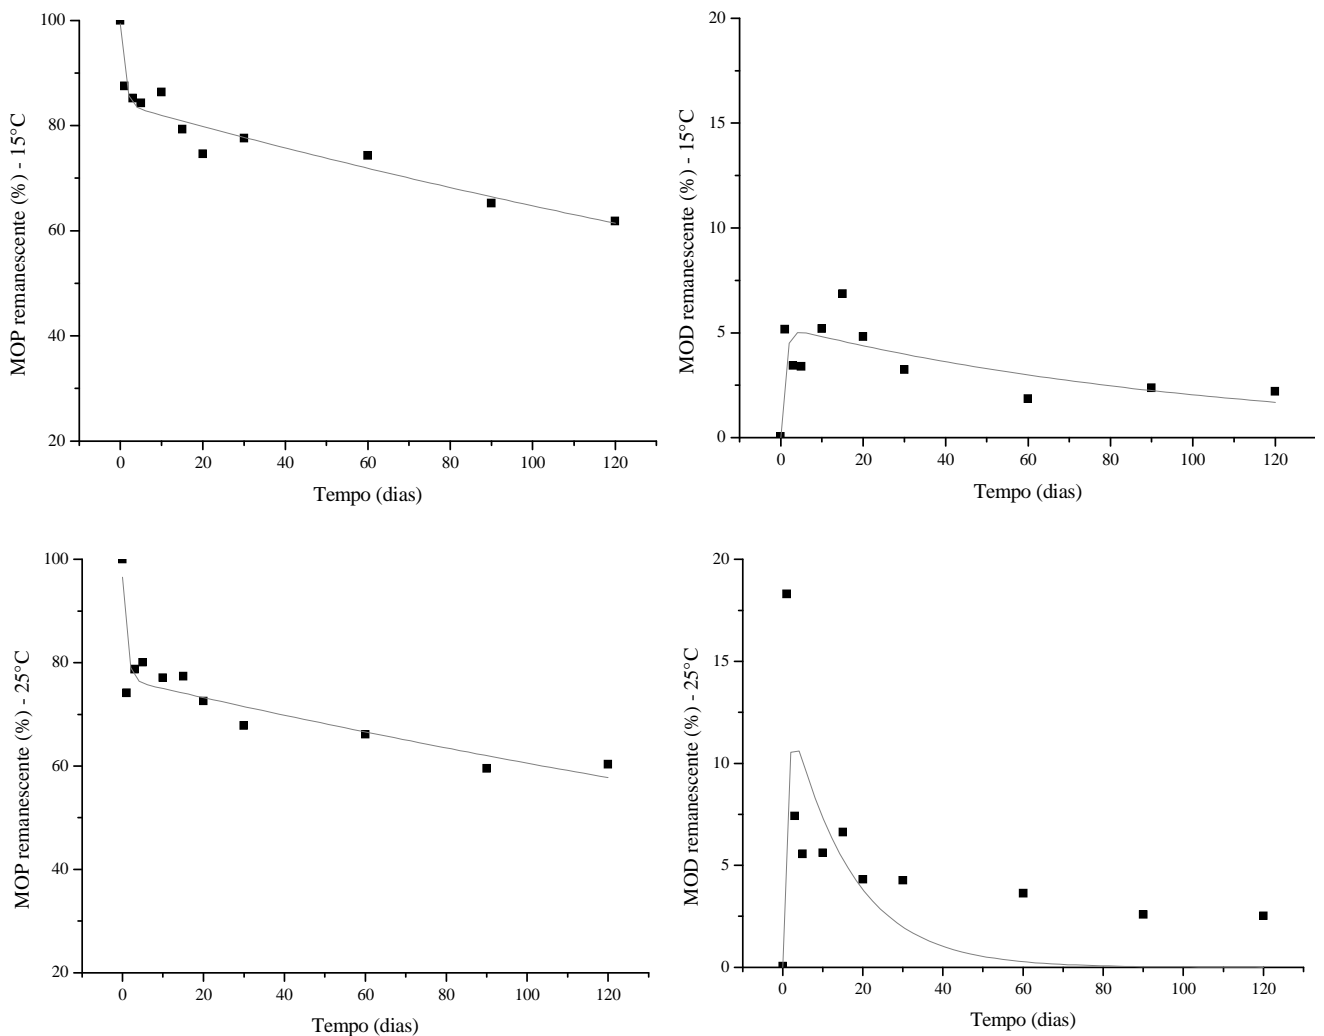 MOP remanescente (%) - 15°C
100
80
60
40
20
0 20 40 60 80 100 120
Tempo (dias)
MOD remanescente (%) - 15°C
20
15
10
5
0
0 20 40 60 80 100 120
Tempo (dias)
MOP remanescente (%) - 25°C
100
80
60
40
20
0 20 40 60 80 100 120
Tempo (dias)
MOD remanescente (%) - 25°C
20
15
10
5
0
0 20 40 60 80 100 120
Tempo (dias)